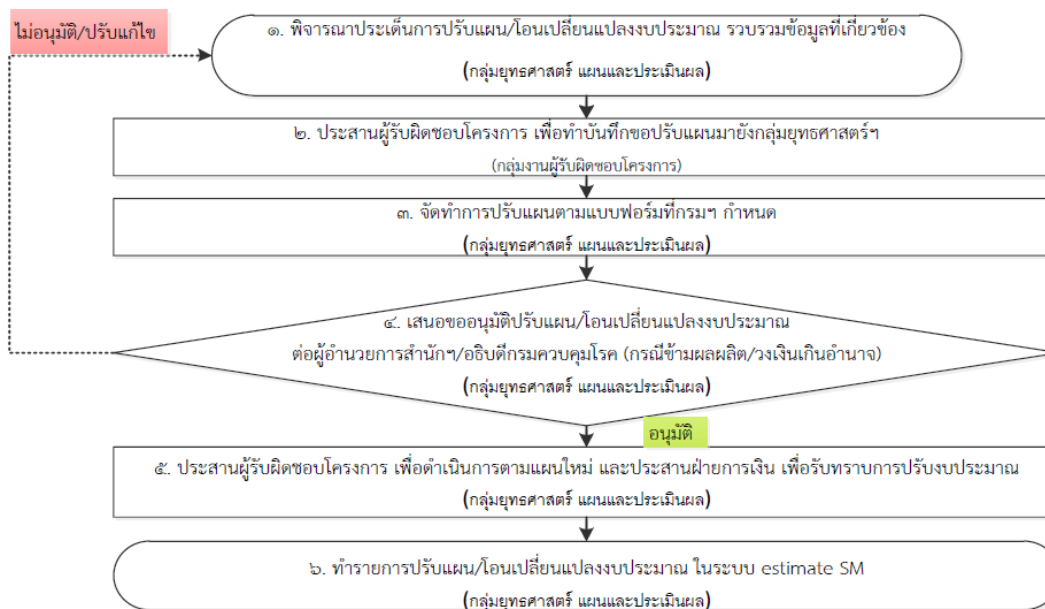 ไม่อนุมัติ/ปรับแก้ไข
๑. พิจารณาประเด็นการปรับแผน/โอนเปลี่ยนแปลงงบประมาณ รวบรวมข้อมูลที่เกี่ยวข้อง
(กลุ่มยุทธศาสตร์ แผนและประเมินผล)
๒. ประสานผู้รับผิดชอบโครงการ เพื่อทำบันทึกขอปรับแผนมายังกลุ่มยุทธศาสตร์ฯ
(กลุ่มงานผู้รับผิดชอบโครงการ)
๓. จัดทำการปรับแผนตามแบบฟอร์มที่กรมฯ กำหนด
(กลุ่มยุทธศาสตร์ แผนและประเมินผล)
๔. เสนอขออนุมัติปรับแผน/โอนเปลี่ยนแปลงงบประมาณ
ต่อผู้อำนวยการสำนักฯ/อธิบดีกรมควบคุมโรค (กรณีข้ามผลผลิต/วงเงินเกินอำนาจ)
(กลุ่มยุทธศาสตร์ แผนและประเมินผล)
อนุมัติ
๕. ประสานผู้รับผิดชอบโครงการ เพื่อดำเนินการตามแผนใหม่ และประสานฝ่ายการเงิน เพื่อรับทราบการปรับงบประมาณ
(กลุ่มยุทธศาสตร์ แผนและประเมินผล)
๖. ทำรายการปรับแผน/โอนเปลี่ยนแปลงงบประมาณ ในระบบ estimate SM
(กลุ่มยุทธศาสตร์ แผนและประเมินผล)